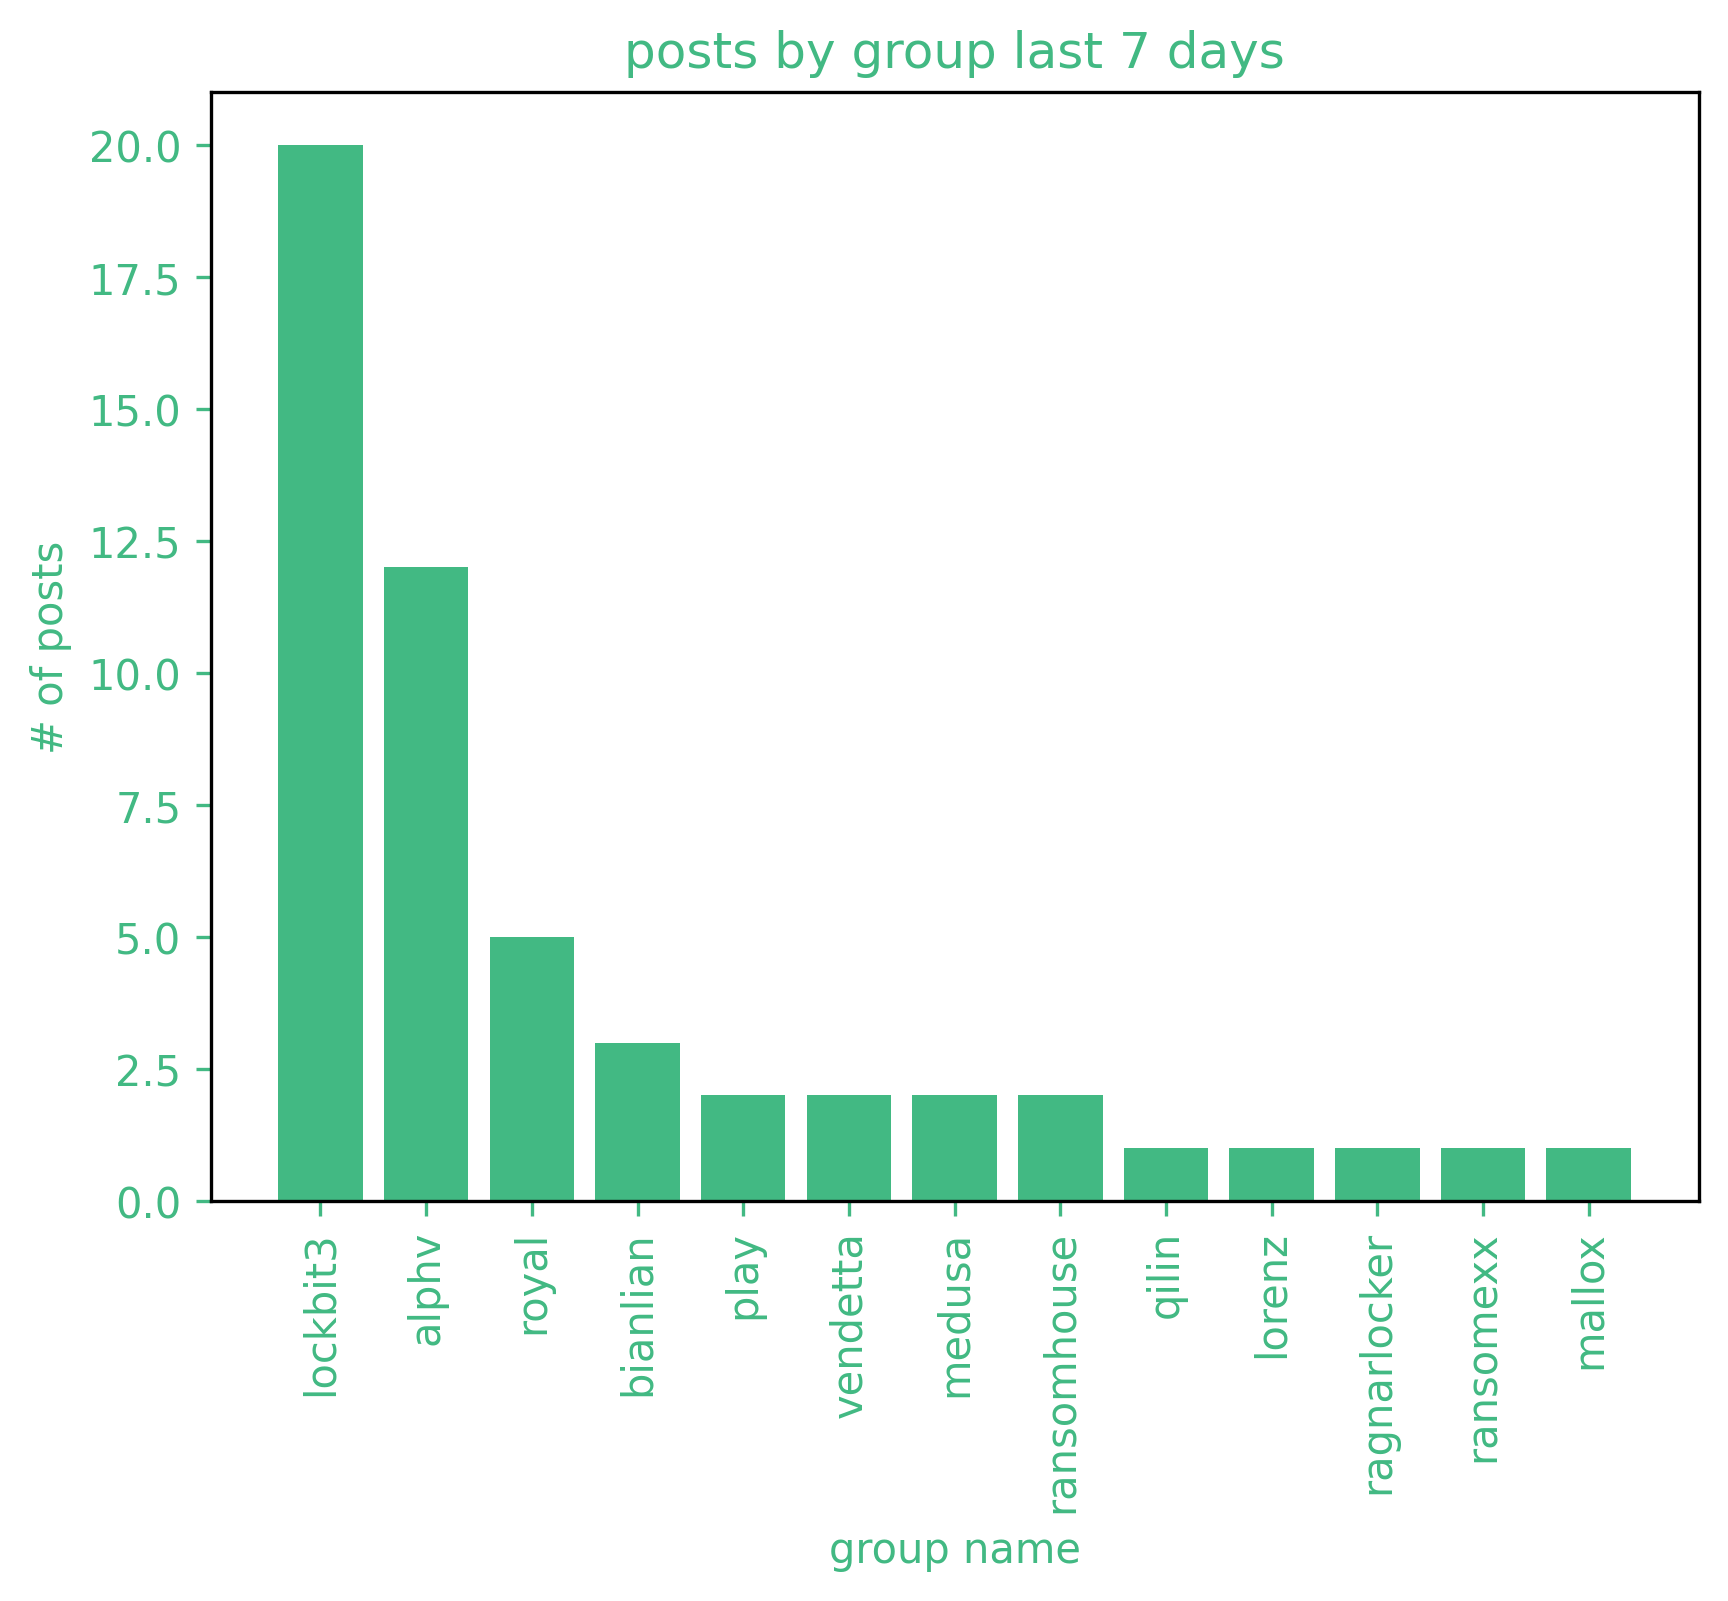 posts by group last 7 days
20.0
17.5
15.0
12.5
10.0
7.5
5.0
2.5
0.0
# of posts
lockbit3
alphv
royal
bianlian
play
vendetta
medusa
ransomhouse
qilin
lorenz
ragnarlocker
ransomexx
mallox
group name